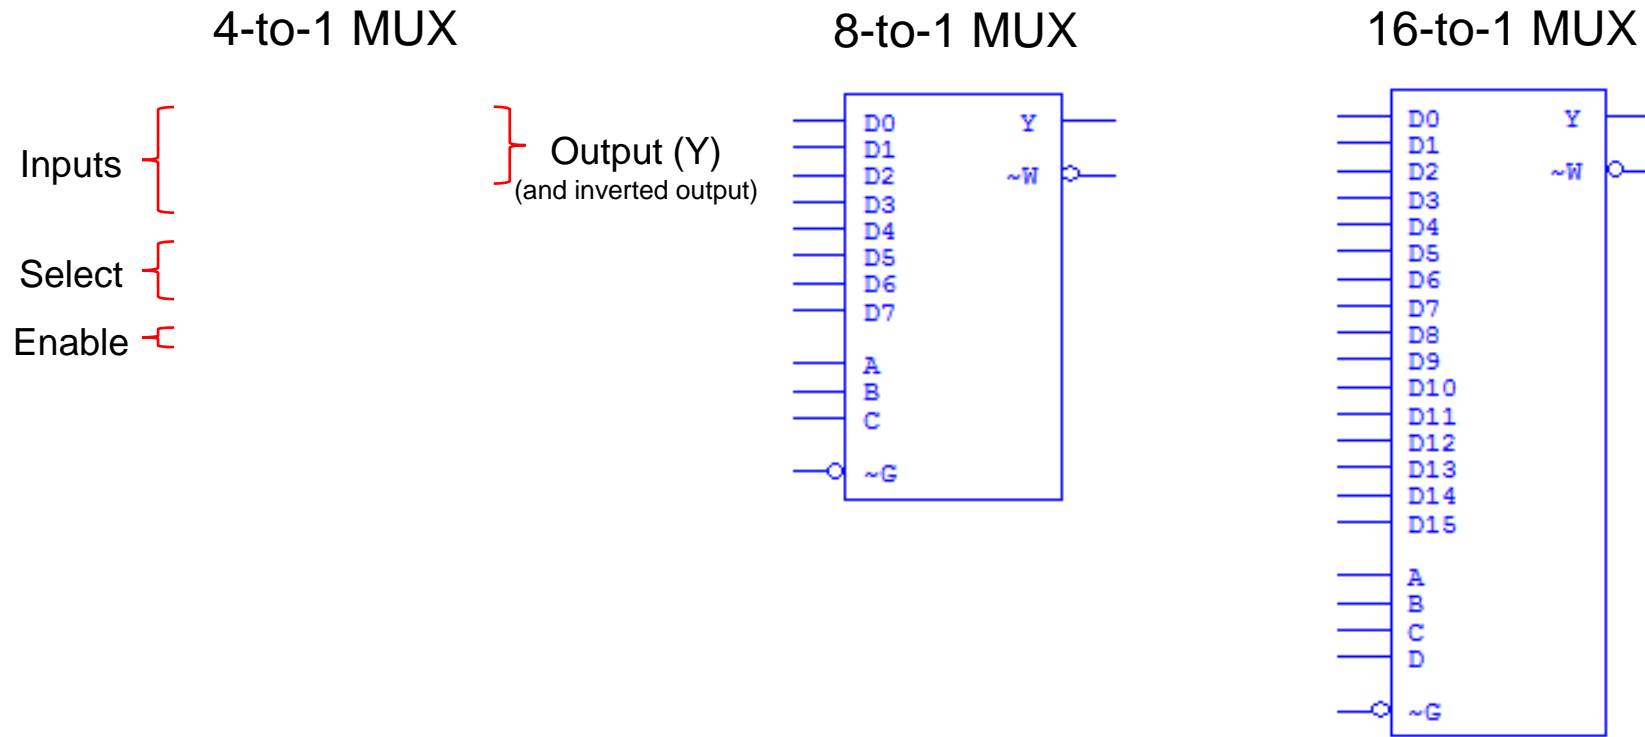 4-to-1 MUX
Inputs
Select
Enable
Output (Y)
(and inverted output)
8-to-1 MUX
D0 Y
D1
D2 ~W
D3
D4
D5
D6
D7
A
B
C
~G
16-to-1 MUX
D0 Y
D1
D2 ~W
D3
D4
D5
D6
D7
D8
D9
D10
D11
D12
D13
D14
D15
A
B
C
D
~G